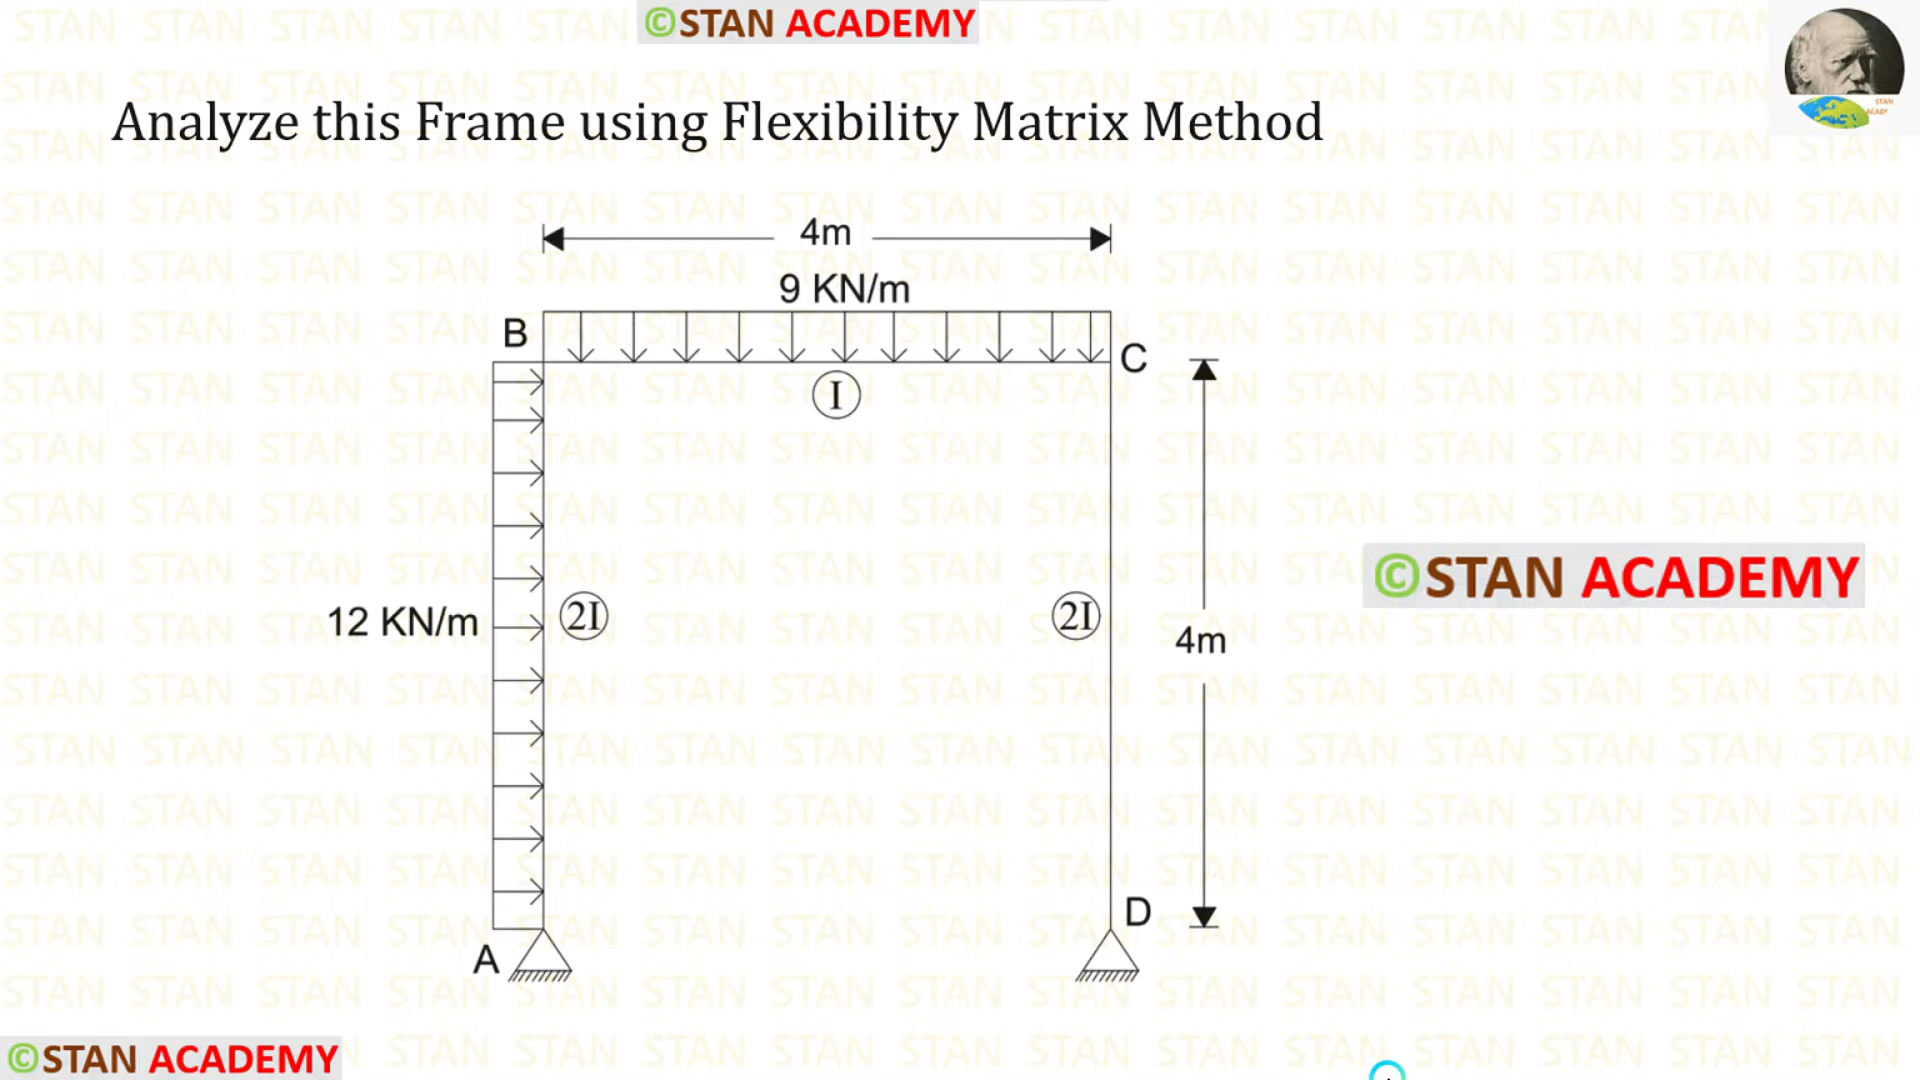 ©STAN ACADEMY
Analyze this Frame using Flexibility Matrix Method
4m
9 KN/m
B
C
I
12 KN/m
2I
2I
4m
©STAN ACADEMY
D
A
©STAN ACADEMY